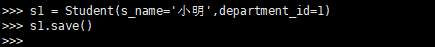 >>> s1 = Student(s_name='小明',department_id=1)
>>> s1.save()
>>>